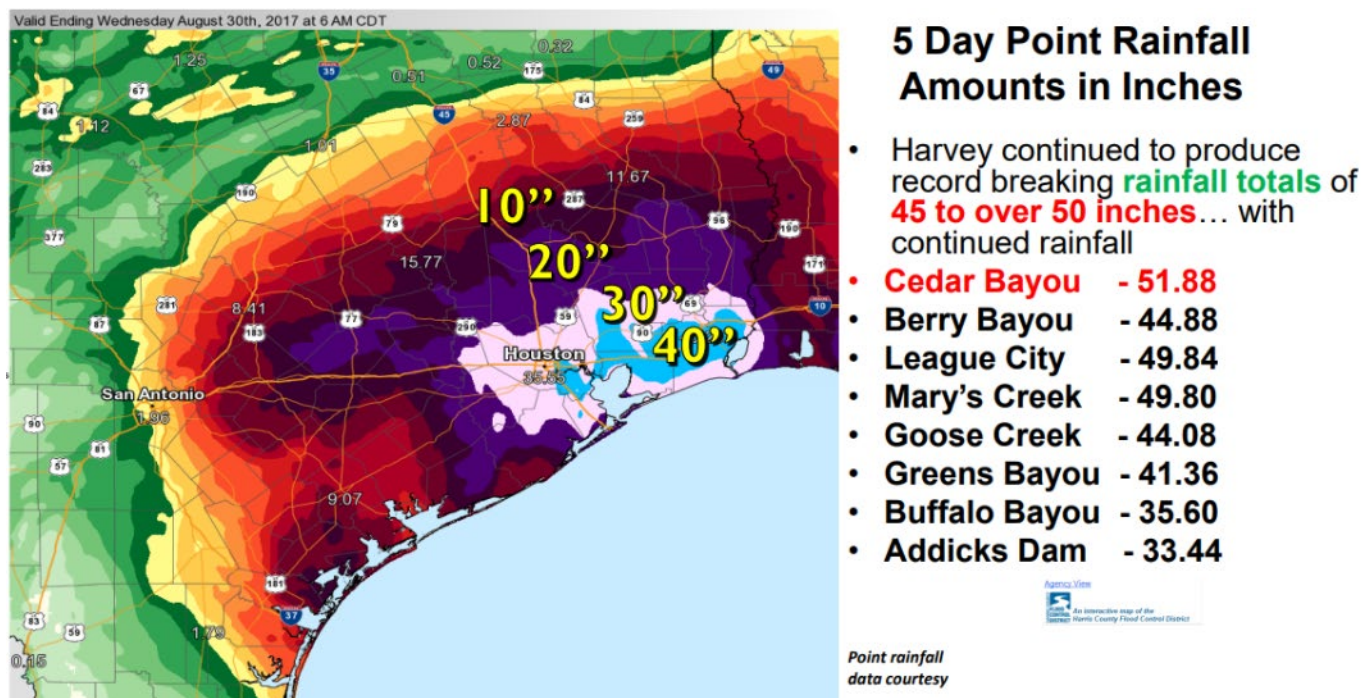 Valid Ending Wednesday August 30th, 2017 at 6 AM CDT
0.32
1.25
35
0.51
0.52
175
49
67
84
45
84
1.12
2.87
259
1.01
283
11.67
190
10”
287
79
96
377
20”
190
15.77
171
281
30”
69
10
8.41
87
77
290
59
90
183
40”
Houston
35.55
San Antonio
1.96
90
81
57
9.07
181
37
83
59
1.79
0.15
5 Day Point Rainfall
Amounts in Inches
• Harvey continued to produce
record breaking rainfall totals of
45 to over 50 inches… with
continued rainfall
• Cedar Bayou - 51.88
• Berry Bayou - 44.88
• League City - 49.84
• Mary’s Creek - 49.80
• Goose Creek - 44.08
• Greens Bayou - 41.36
• Buffalo Bayou - 35.60
• Addicks Dam - 33.44
Agency View
FLOOD
CONTROL
DISTRICT
An interactive map of the
Harris County Flood Control District
Point rainfall
data courtesy